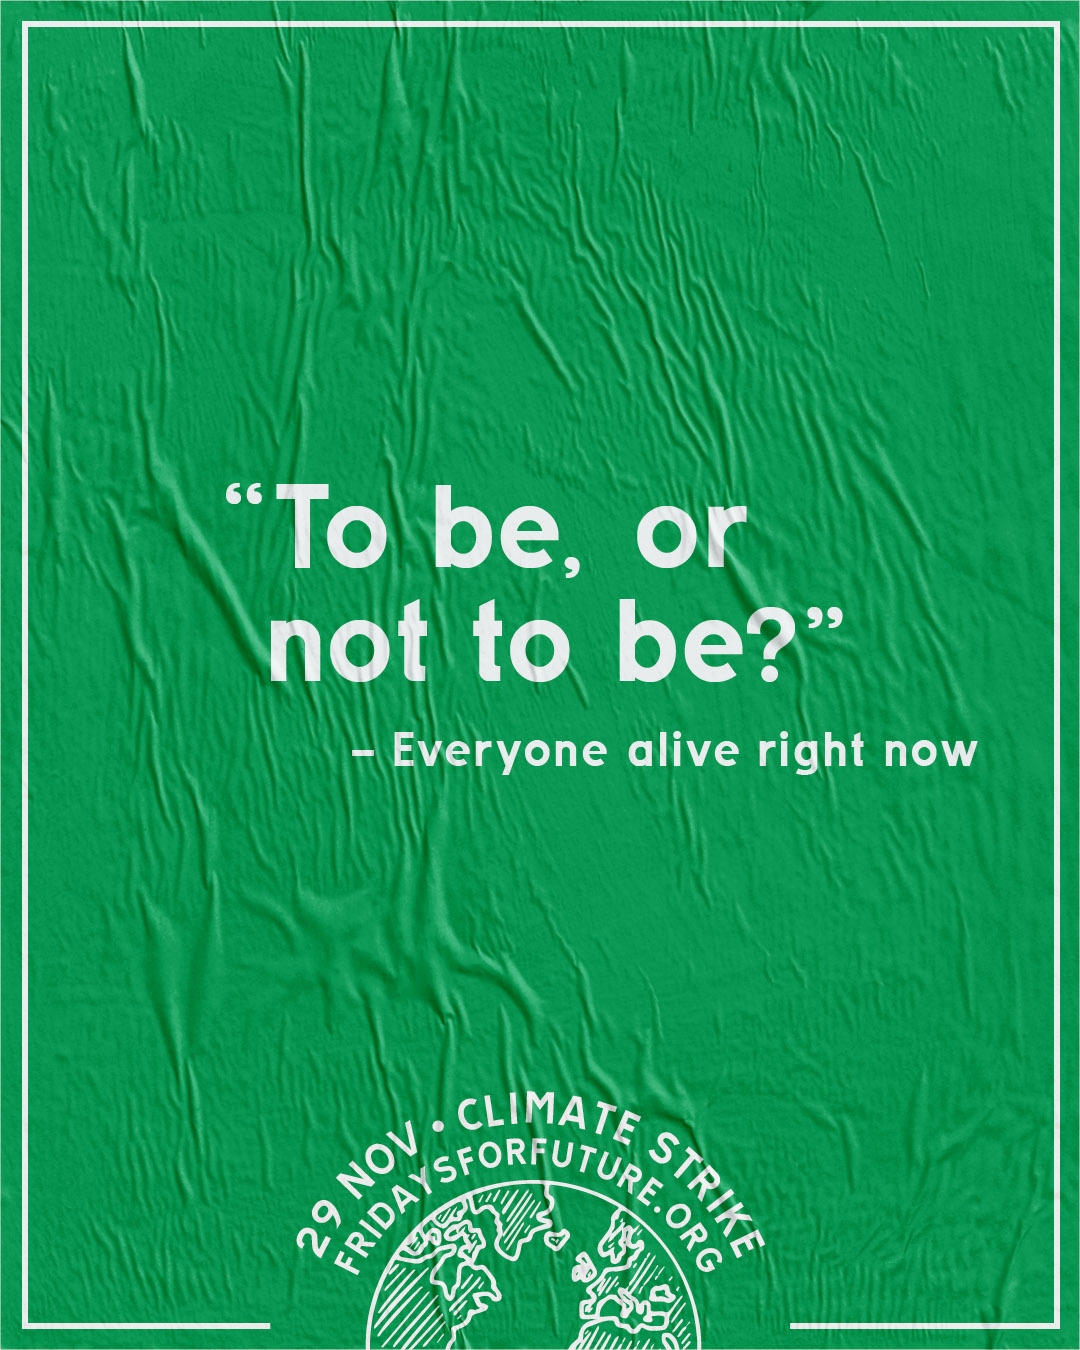 “To be, or
not to be?”
– Everyone alive right now
29 NOV • CLIMATE STRIKE
FRIDAYSFORFUTURE.ORG